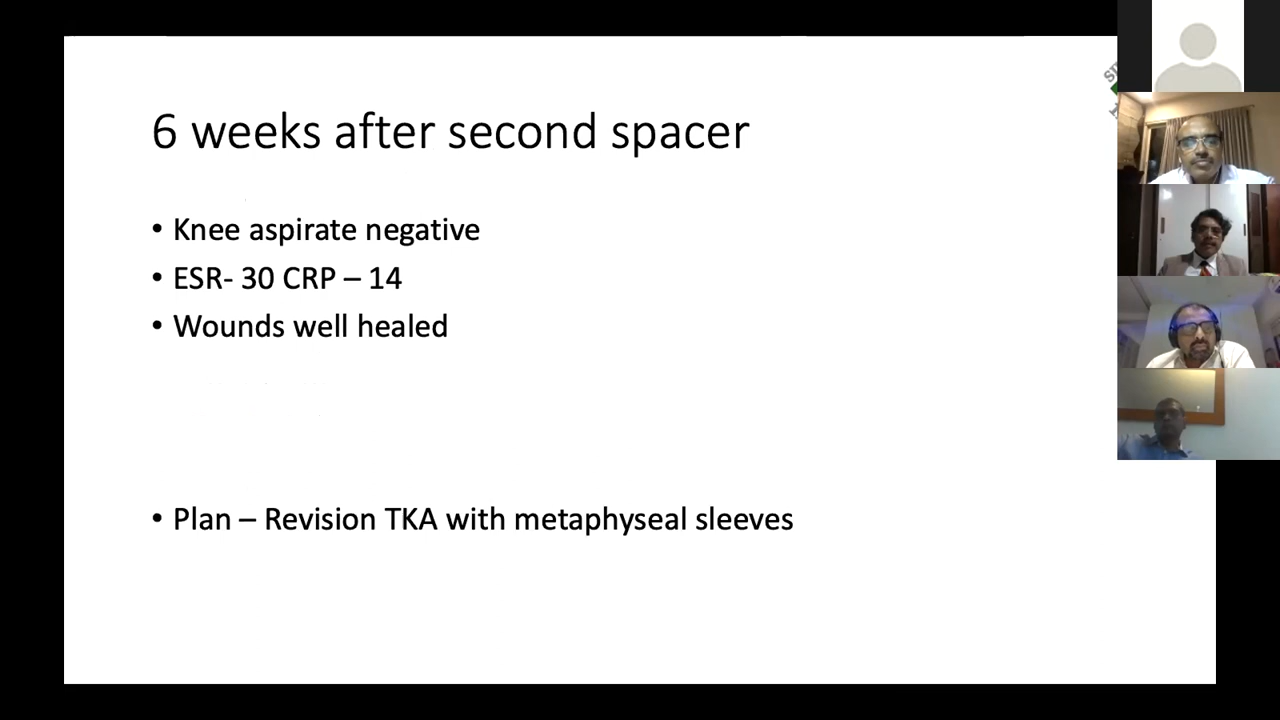 6 weeks after second spacer
• Knee aspirate negative
• ESR- 30 CRP – 14
• Wounds well healed
• Plan – Revision TKA with metaphyseal sleeves